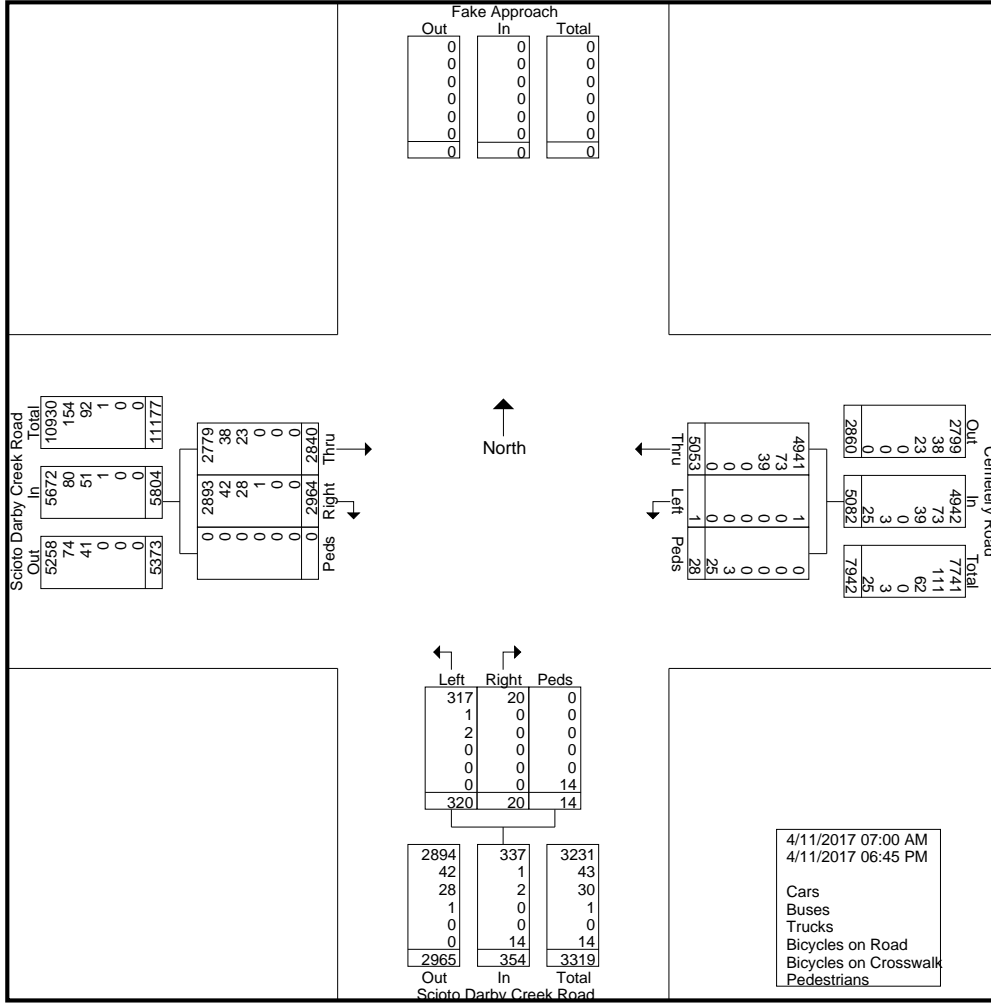 Fake Approach
Out In Total
0 0 0
0 0 0
0 0 0
0 0 0
0 0 0
0 0 0
0 0 0
Scioto Darby Creek Road
Total
10930 154 92 1 0 0 11177
In
5672 80 51 1 0 0 5804
Out
5258 74 41 0 0 0 5373
2779 38 23 0 0 0 2840 Thru
2893 42 28 1 0 0 2964 Right
0 0 0 0 0 0 0 Peds
North
Thru 5053 0 0 0 39 73 4941
Left 1 0 0 0 0 0 1
Peds 28 25 3 0 0 0 0
Cemetery Road
Out
2860 0 0 0 23 38 2799
In
5082 25 3 0 39 73 4942
Total
7942 25 3 0 62 111 7741
Left Right Peds
317 20 0
1 0 0
2 0 0
0 0 0
0 0 0
0 0 14
320 20 14
2894 337 3231
42 1 43
28 2 30
1 0 1
0 0 0
0 14 14
2965 354 3319
Out In Total
Scioto Darby Creek Road
4/11/2017 07:00 AM
4/11/2017 06:45 PM
Cars
Buses
Trucks
Bicycles on Road
Bicycles on Crosswalk
Pedestrians